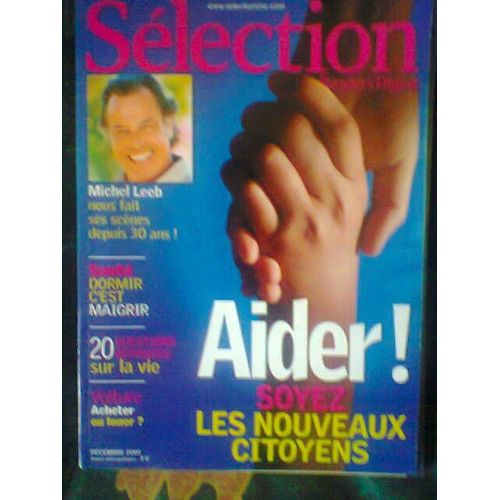 Sélection
Reader's Digest
Michel Leeb
nous fait
ses scènes
depuis 30 ans !
Santé
DORMIR
C'EST
MAIGRIR
Aider !
SOYEZ
LES NOUVEAUX
CITOYENS
20
sur la vie
Voiture
Acheter
ou louer ?
DÉCEMBRE